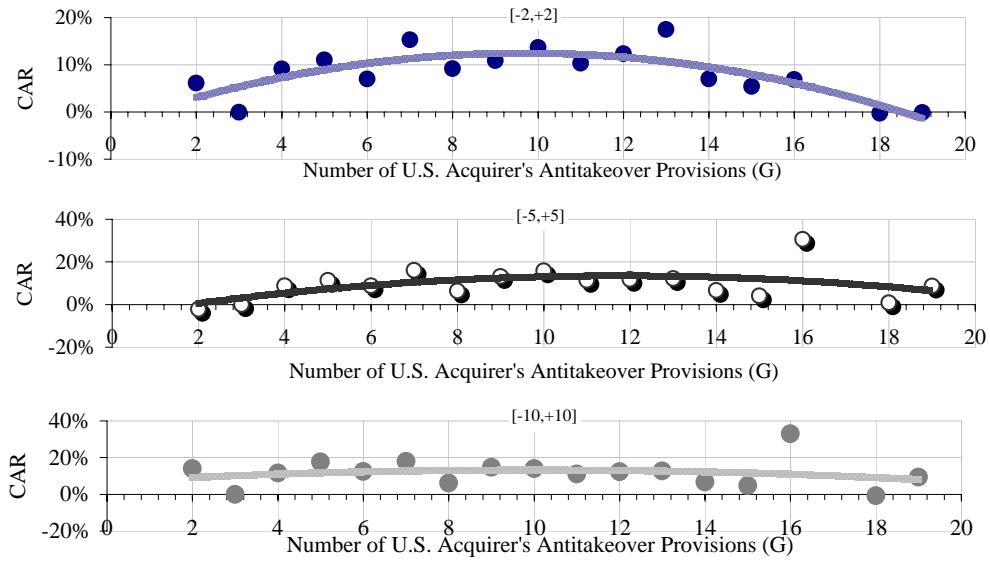 [-2,+2]
20%
10%
0%
-10%
CAR
0 2 4 6 8 10 12 14 16 18 20
Number of U.S. Acquirer's Antitakeover Provisions (G)
[-5,+5]
40%
20%
0%
-20%
CAR
0 2 4 6 8 10 12 14 16 18 20
Number of U.S. Acquirer's Antitakeover Provisions (G)
[-10,+10]
40%
20%
0%
-20%
CAR
0 2 4 6 8 10 12 14 16 18 20
Number of U.S. Acquirer's Antitakeover Provisions (G)